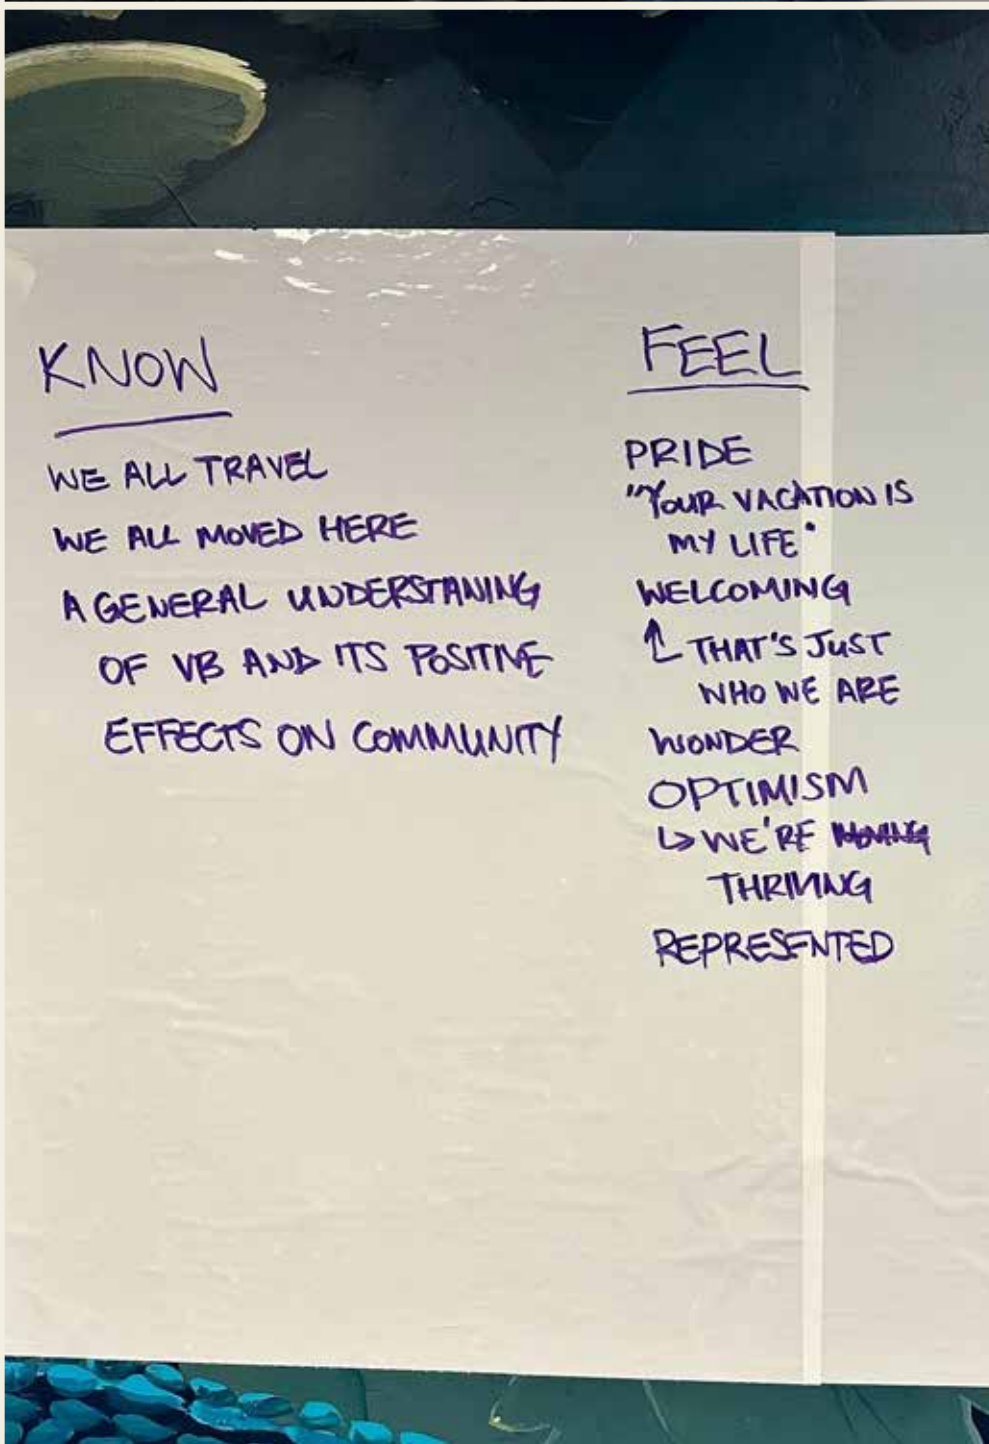 KNOW
WE ALL TRAVEL
WE ALL MOVED HERE
A GENERAL UNDERSTANING
OF VB AND ITS POSITIVE
EFFECTS ON COMMUNITY
FEEL
PRIDE
"YOUR VACATION IS
MY LIFE"
WELCOMING
↑ THAT'S JUST
WHO WE ARE
WONDER
OPTIMISM
↳ WE'RE
THRIVING
REPRESENTED